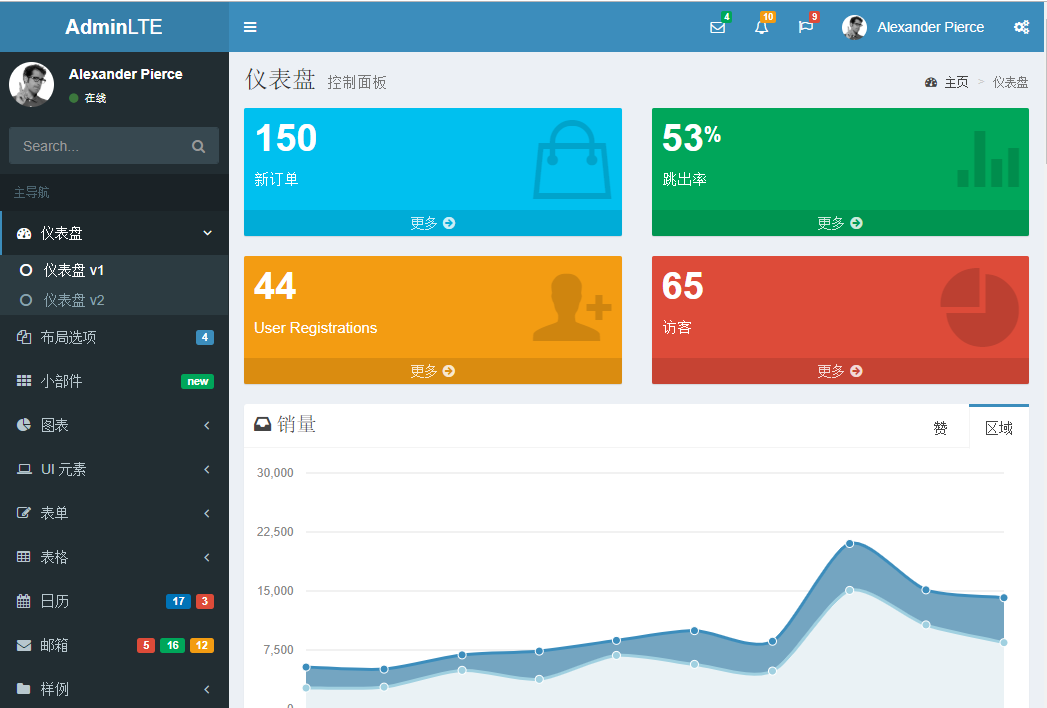 AdminLTE
4
10
9
Alexander Pierce
Alexander Pierce
在线
Search...
主导航
仪表盘
仪表盘 v1
仪表盘 v2
布局选项 4
小部件 new
图表
UI 元素
表单
表格
日历 17 3
邮箱 5 16 12
样例
仪表盘 控制面板
主页 > 仪表盘
150
新订单
更多
53%
跳出率
更多
44
User Registrations
更多
65
访客
更多
销量
赞
区域
30,000
22,500
15,000
7,500
0